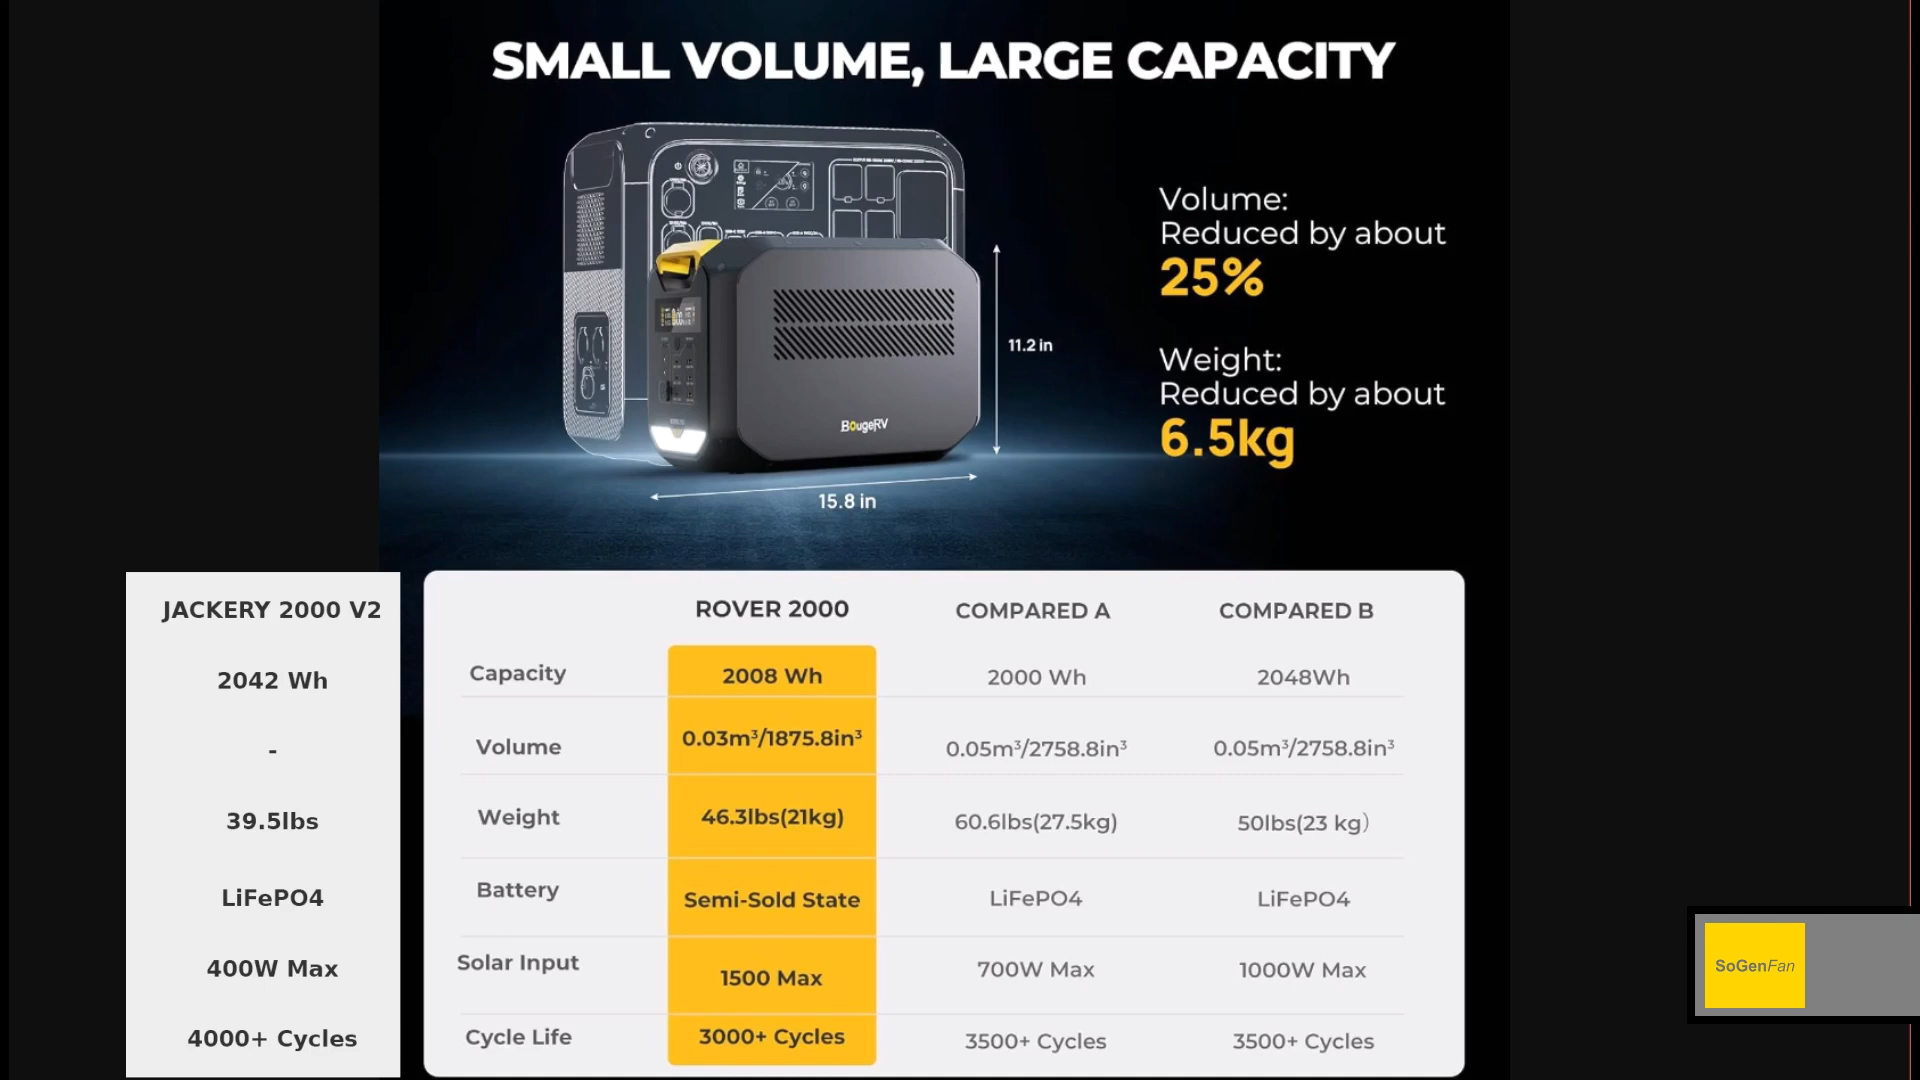 SMALL VOLUME, LARGE CAPACITY
Volume:
Reduced by about
25%
Weight:
Reduced by about
6.5kg
11.2 in
BougeRV
15.8 in
JACKERY 2000 V2
2042 Wh
-
39.5lbs
LiFePO4
400W Max
4000+ Cycles
ROVER 2000 COMPARED A COMPARED B
Capacity 2008 Wh 2000 Wh 2048Wh
Volume 0.03m³/1875.8in³ 0.05m³/2758.8in³ 0.05m³/2758.8in³
Weight 46.3lbs(21kg) 60.6lbs(27.5kg) 50lbs(23 kg)
Battery Semi-Sold State LiFePO4 LiFePO4
Solar Input 1500 Max 700W Max 1000W Max
Cycle Life 3000+ Cycles 3500+ Cycles 3500+ Cycles
SoGenFan